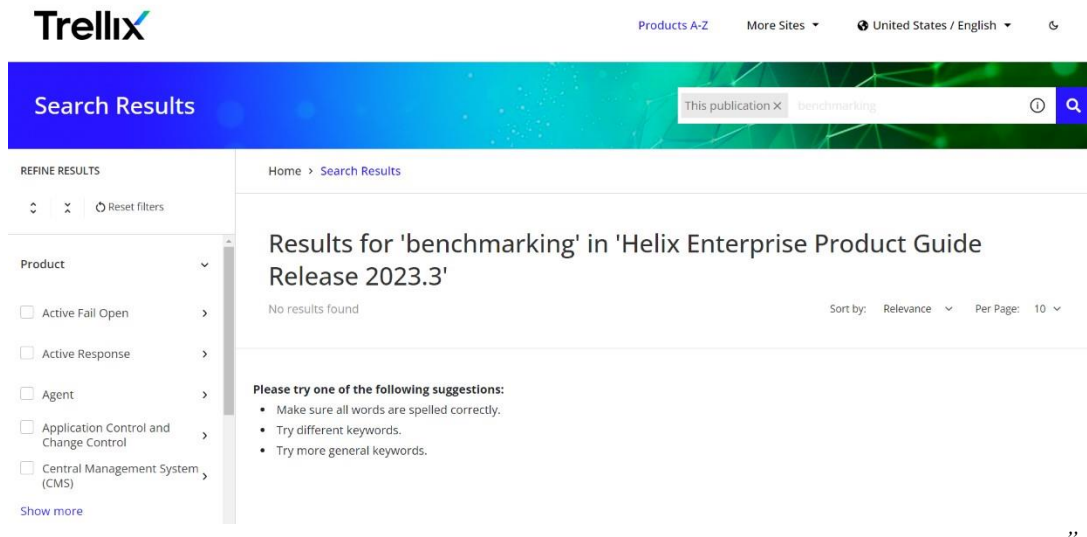 Trellix
Products A-Z More Sites United States / English
Search Results
This publication × benchmarking
REFINE RESULTS
Home > Search Results
Reset filters
Results for 'benchmarking' in 'Helix Enterprise Product Guide
Release 2023.3'
Product
No results found
Sort by: Relevance Per Page: 10
Active Fail Open
Active Response
Agent
Please try one of the following suggestions:
• Make sure all words are spelled correctly.
• Try different keywords.
• Try more general keywords.
Application Control and
Change Control
Central Management System
(CMS)
Show more
”